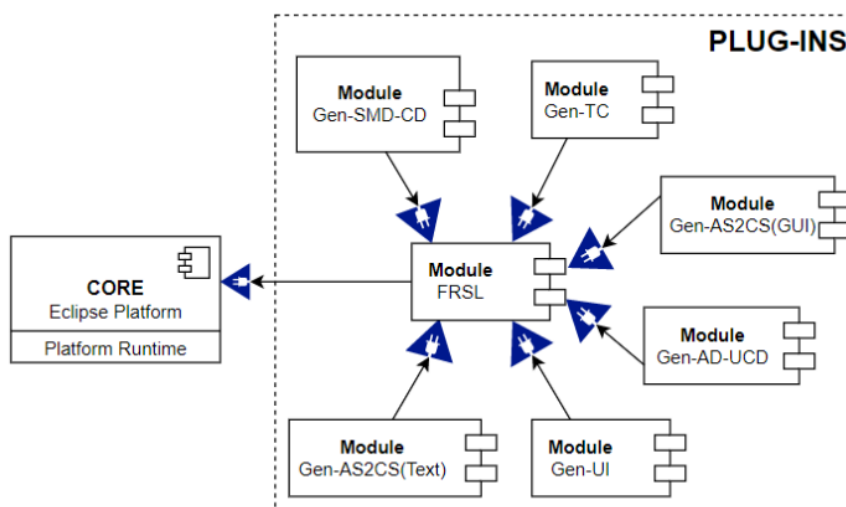 PLUG-INS
Module
Gen-SMD-CD
Module
Gen-TC
Module
Gen-AS2CS(GUI)
Module
FRSL
CORE
Eclipse Platform
Platform Runtime
Module
Gen-AD-UCD
Module
Gen-AS2CS(Text)
Module
Gen-UI